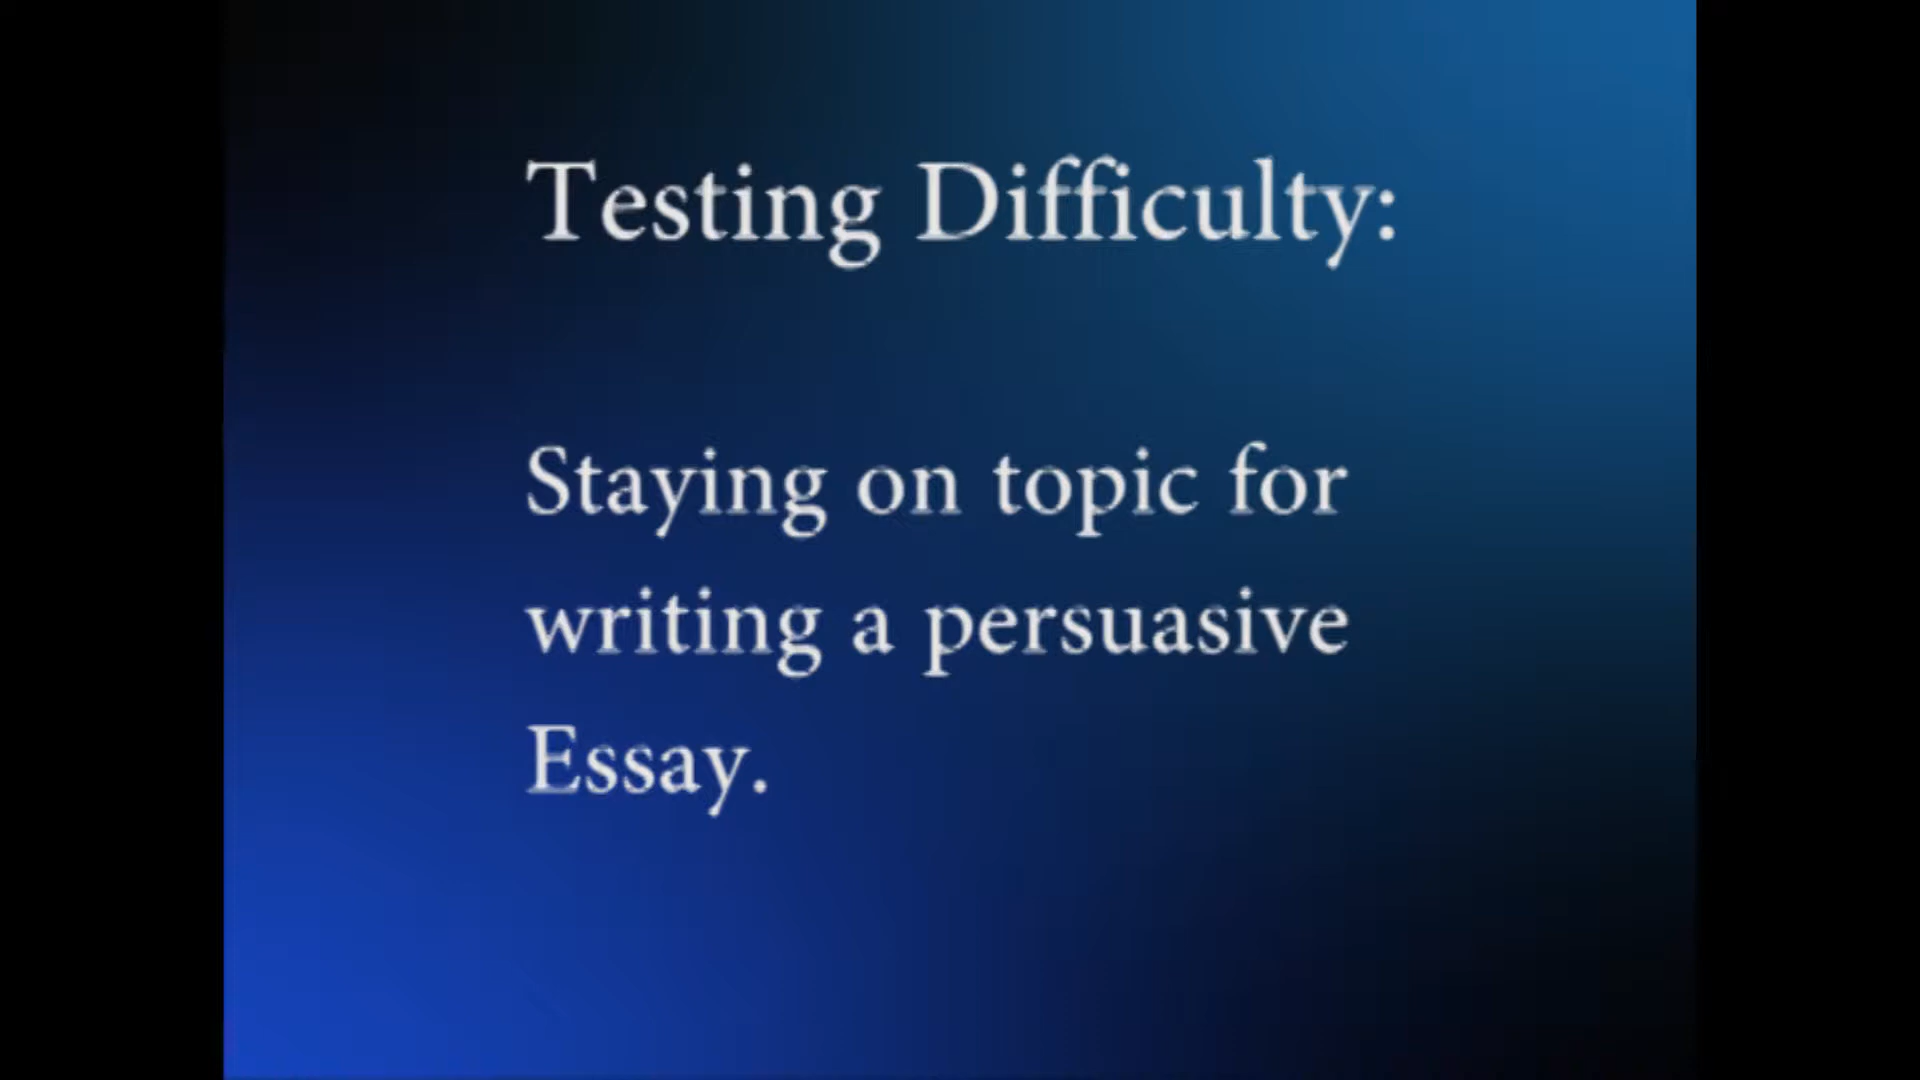 Testing Difficulty:
Staying on topic for
writing a persuasive
Essay.